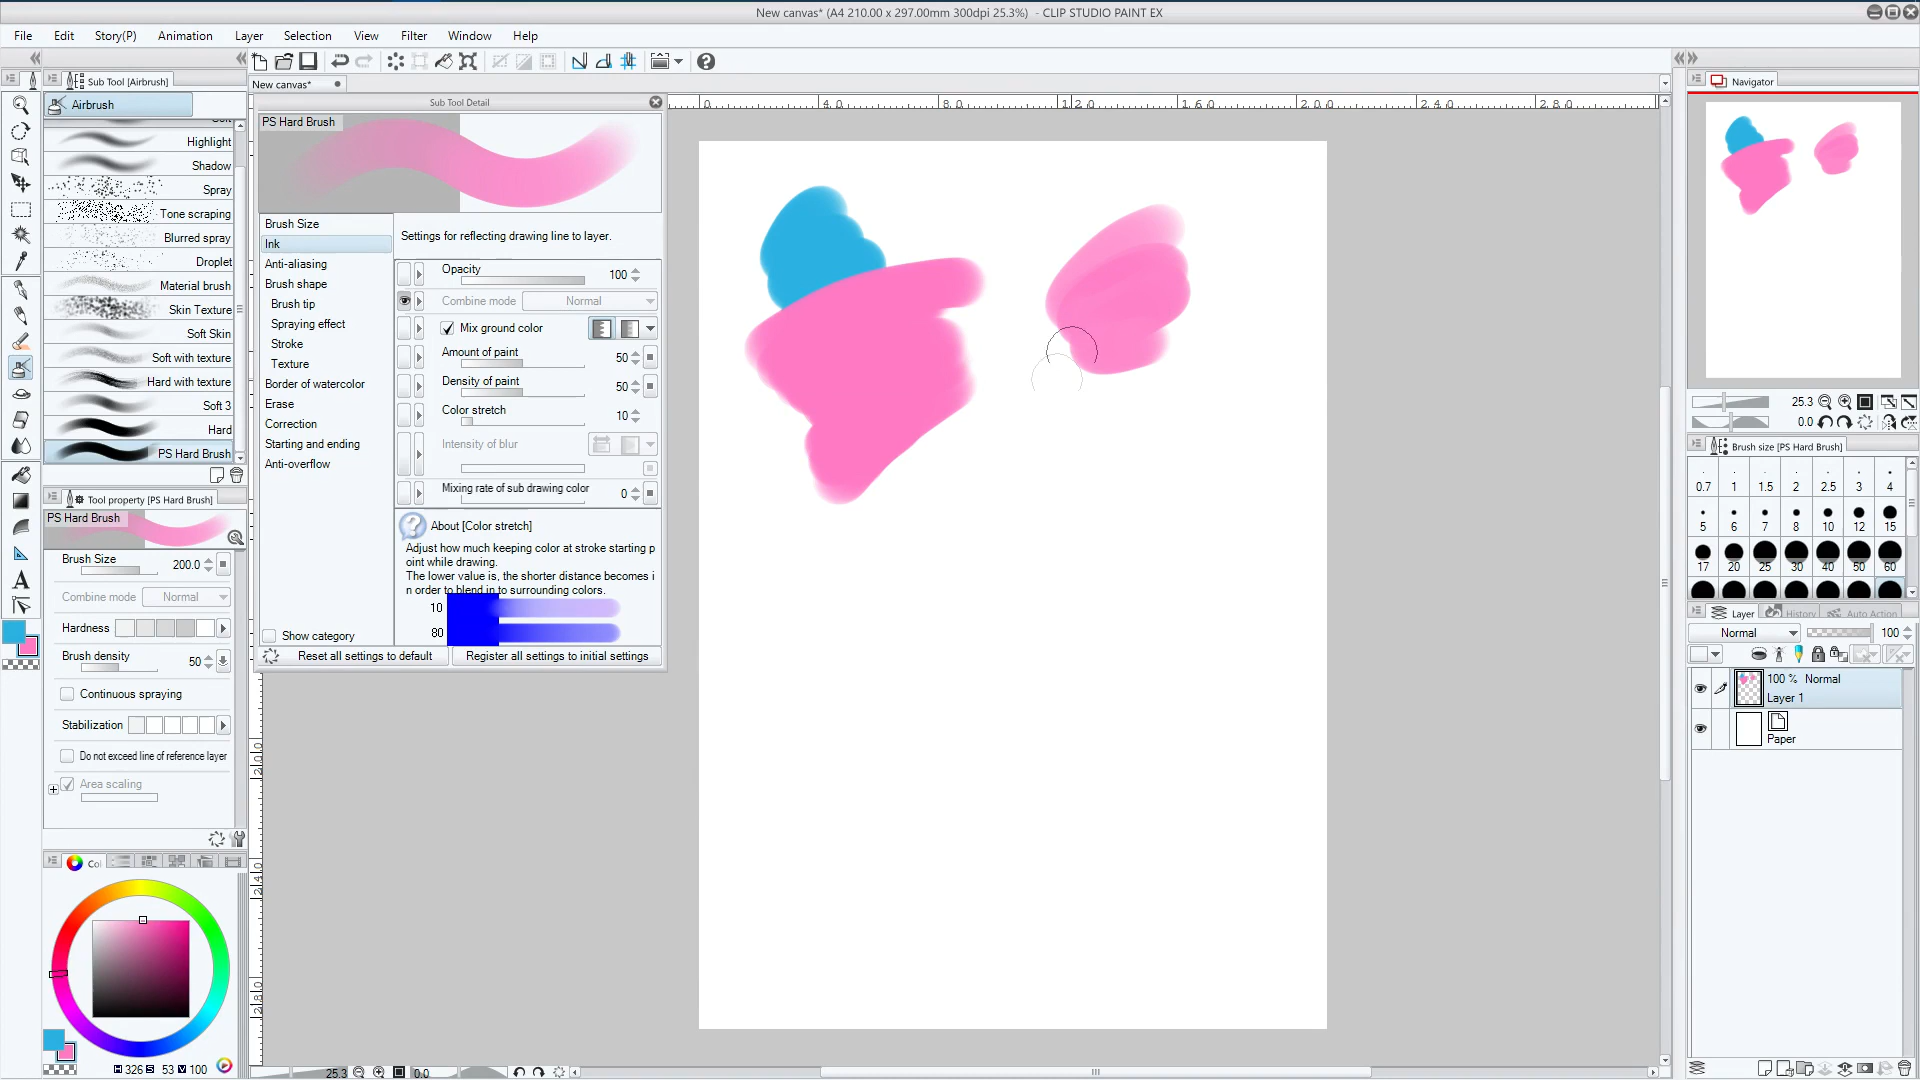 New canvas* (A4 210.00 x 297.00mm 300dpi 25.3%) - CLIP STUDIO PAINT EX
File Edit Story(P) Animation Layer Selection View Filter Window Help
Sub Tool [Airbrush]
Airbrush
Soft
Highlight
Shadow
Spray
Tone scraping
Blurred spray
Droplet
Material brush
Skin Texture
Soft Skin
Soft with texture
Hard with texture
Soft 3
Hard
PS Hard Brush
Tool property [PS Hard Brush]
PS Hard Brush
Brush Size 200.0
Combine mode Normal
Hardness
Brush density 50
Continuous spraying
Stabilization
Do not exceed line of reference layer
Area scaling
Col
H 326 S 53 V 100
New canvas*
Sub Tool Detail
PS Hard Brush
Brush Size
Ink
Anti-aliasing
Brush shape
Brush tip
Spraying effect
Stroke
Texture
Border of watercolor
Erase
Correction
Starting and ending
Anti-overflow
Show category
Settings for reflecting drawing line to layer.
Opacity 100
Combine mode Normal
Mix ground color
Amount of paint 50
Density of paint 50
Color stretch 10
Intensity of blur
Mixing rate of sub drawing color 0
About [Color stretch]
Adjust how much keeping color at stroke starting p
oint while drawing.
The lower value is, the shorter distance becomes i
n order to blend in to surrounding colors.
10
80
Reset all settings to default
Register all settings to initial settings
0 40 80 120 160 200 240 280
200
240
280
25.3 0.0
Navigator
25.3
0.0
Brush size [PS Hard Brush]
0.7 1 1.5 2 2.5 3 4
5 6 7 8 10 12 15
17 20 25 30 40 50 60
Layer History Auto Action
Normal 100
100 % Normal
Layer 1
Paper